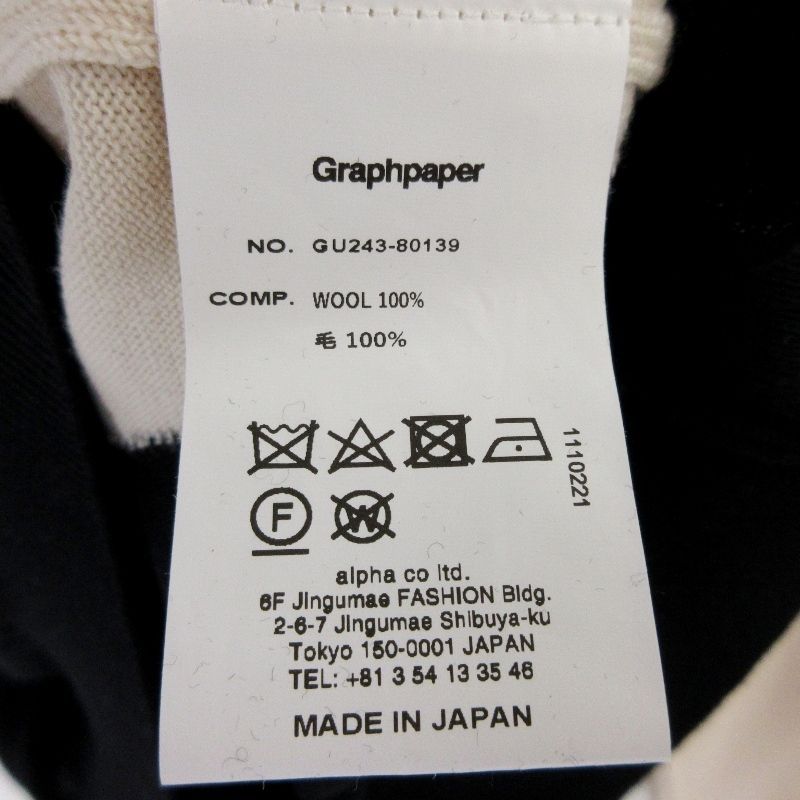 Graphpaper
NO. GU243-80139
COMP. WOOL 100%
毛 100%
1110221
F
W
alpha co ltd.
6F Jingumae FASHION Bldg.
2-6-7 Jingumae Shibuya-ku
Tokyo 150-0001 JAPAN
TEL: +81 3 54 13 35 46
MADE IN JAPAN